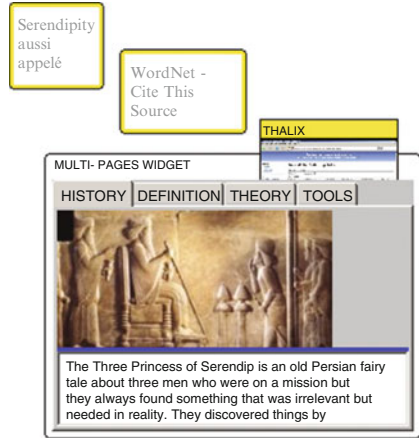 Serendipity
aussi
appelé
WordNet -
Cite This
Source
THALIX
MULTI- PAGES WIDGET
HISTORY DEFINITION THEORY TOOLS
The Three Princess of Serendip is an old Persian fairy
tale about three men who were on a mission but
they always found something that was irrelevant but
needed in reality. They discovered things by